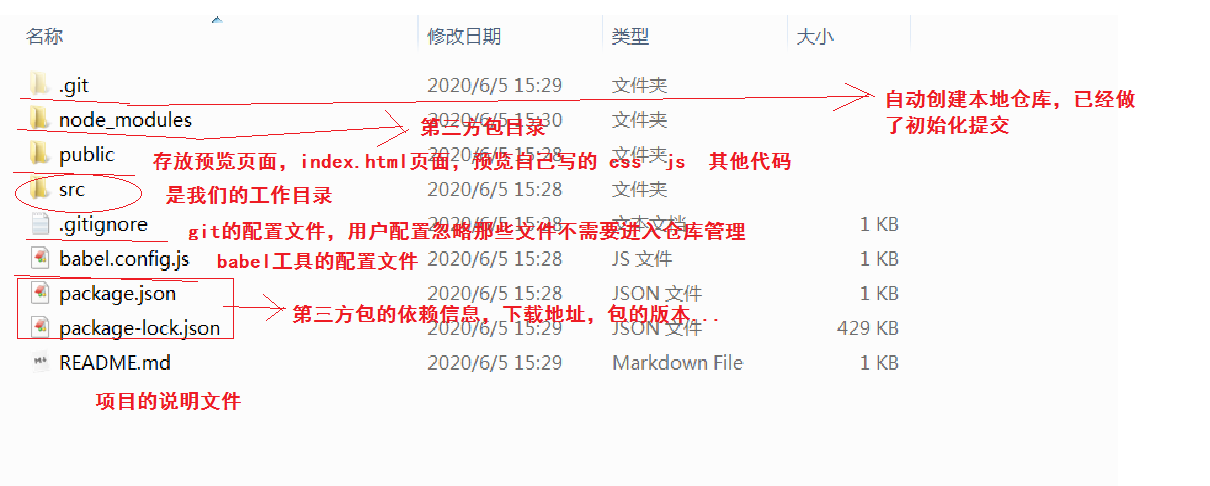 名称 修改日期 类型 大小
.git 2020/6/5 15:29 文件夹
自动创建本地仓库，已经做
了初始化提交
node_modules 2020/6/5 15:30 文件夹
第三方包目录
public 2020/6/5 15:28 文件夹
存放预览页面，index.html页面，预览自己写的 css js 其他代码
src 2020/6/5 15:28 文件夹
是我们的工作目录
.gitignore 2020/6/5 15:28 文本文档 1 KB
git的配置文件，用户配置忽略那些文件不需要进入仓库管理
babel.config.js 2020/6/5 15:28 JS 文件 1 KB
babel工具的配置文件
package.json 2020/6/5 15:28 JSON 文件 1 KB
第三方包的依赖信息，下载地址，包的版本...
package-lock.json 2020/6/5 15:29 JSON 文件 429 KB
README.md 2020/6/5 15:29 Markdown File 1 KB
项目的说明文件